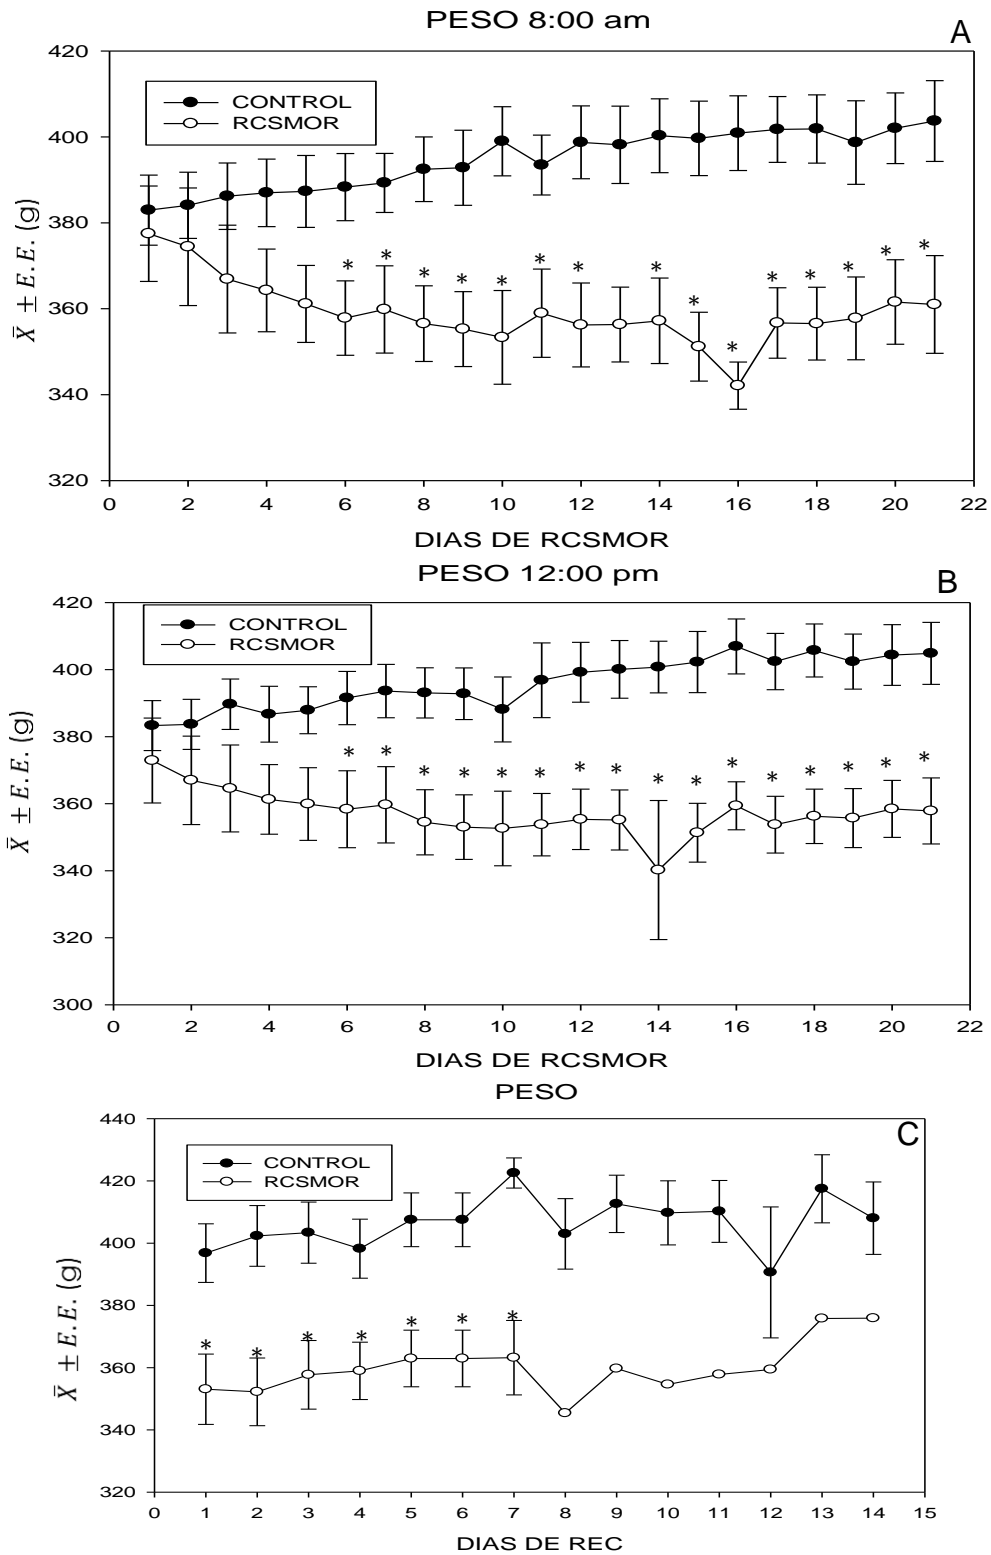 PESO 8:00 am
A
420
400
380
360
340
320
X̄ ± E.E. (g)
CONTROL
RCSMOR
* * * * * * * * * * * * * * *
0 2 4 6 8 10 12 14 16 18 20 22
DIAS DE RCSMOR
PESO 12:00 pm
B
420
400
380
360
340
320
300
X̄ ± E.E. (g)
CONTROL
RCSMOR
* * * * * * * * * * * * * * * *
0 2 4 6 8 10 12 14 16 18 20 22
DIAS DE RCSMOR
PESO
C
440
420
400
380
360
340
320
X̄ ± E.E. (g)
CONTROL
RCSMOR
* * * * * * *
0 1 2 3 4 5 6 7 8 9 10 11 12 13 14 15
DIAS DE REC